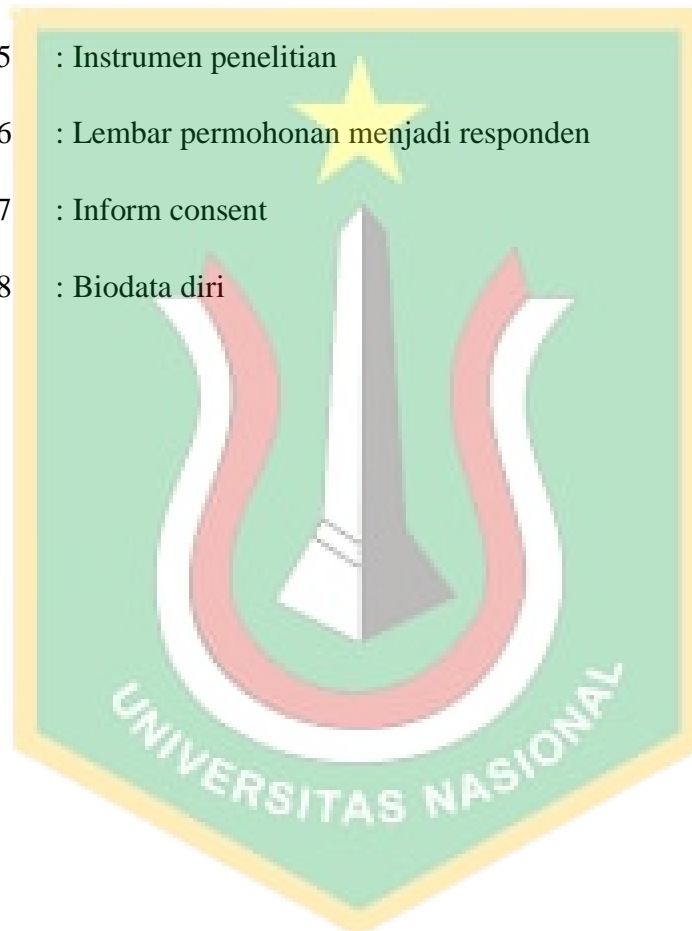 5 : Instrumen penelitian
6 : Lembar permohonan menjadi responden
7 : Inform consent
8 : Biodata diri
UNIVERSITAS NASIONAL